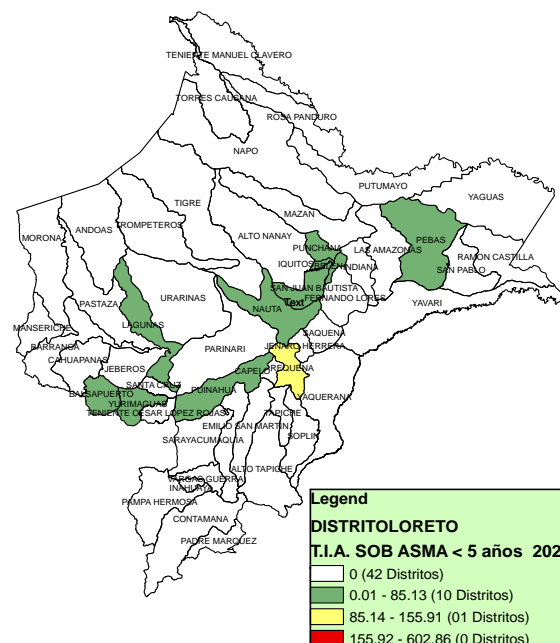 TENIENTE MANUEL CLAVERO
TORRES CAUSANA
ROSA PANDURO
NAPO
PUTUMAYO
YAGUAS
TIGRE
MAZAN
ANDOAS
TROMPETEROS
MORONA
ALTO NANAY
PUNCHANA
LAS AMAZONAS
PEBAS
RAMON CASTILLA
IQUITOS
BELEN
INDIANA
SAN PABLO
PASTAZA
URARINAS
SAN JUAN BAUTISTA
FERNANDO LORES
YAVARI
Text
NAUTA
LAGUNAS
MANSERICHE
BARRANCA
SAQUENA
PARINARI
JENARO HERRERA
CAHUAPANAS
JEBEROS
CAPELO
REQUENA
SANTA CRUZ
PUINAHUA
BALSAPUERTO
YURIMAGUAS
YAQUERANA
TENIENTE CESAR LOPEZ ROJAS
TAPICHE
EMILIO SAN MARTIN
SOPLIN
SARAYACU
MAQUIA
ALTO TAPICHE
VARGAS GUERRA
INAHUAYA
PAMPA HERMOSA
CONTAMANA
PADRE MARQUEZ
Legend
DISTRITOLORETO
T.I.A. SOB ASMA < 5 años 202
0 (42 Distritos)
0.01 - 85.13 (10 Distritos)
85.14 - 155.91 (01 Distritos)
155.92 - 602.86 (0 Distritos)